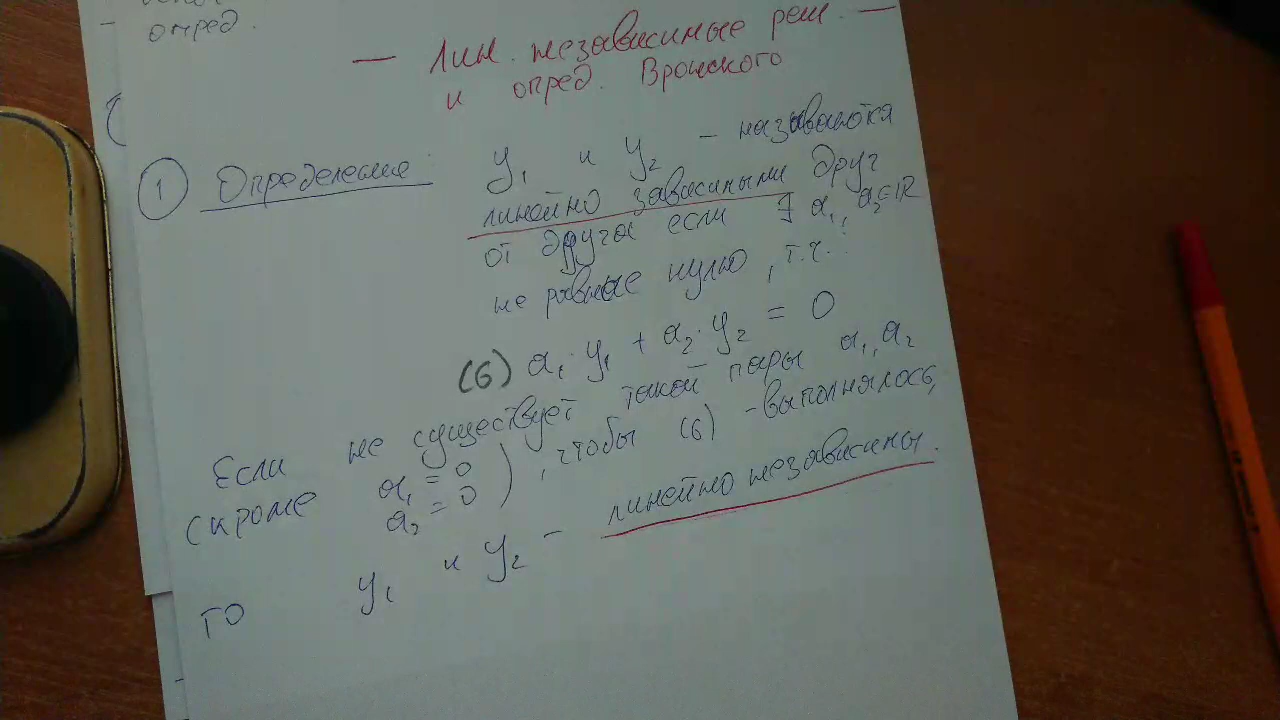 опред.
— Лин. независимые реш. —
и опред. Вронского
① Определение: y₁ и y₂ – называются
линейно зависимыми друг
от друга если ∃ α₁, α₂ ∈ ℝ
не равные нулю, т.ч.:
(6) α₁·y₁ + α₂·y₂ = 0
Если не существует такой пары α₁, α₂
(кроме α₁ = 0
α₂ = 0), чтобы (6) – выполнялось,
то y₁ и y₂ – линейно независимы.